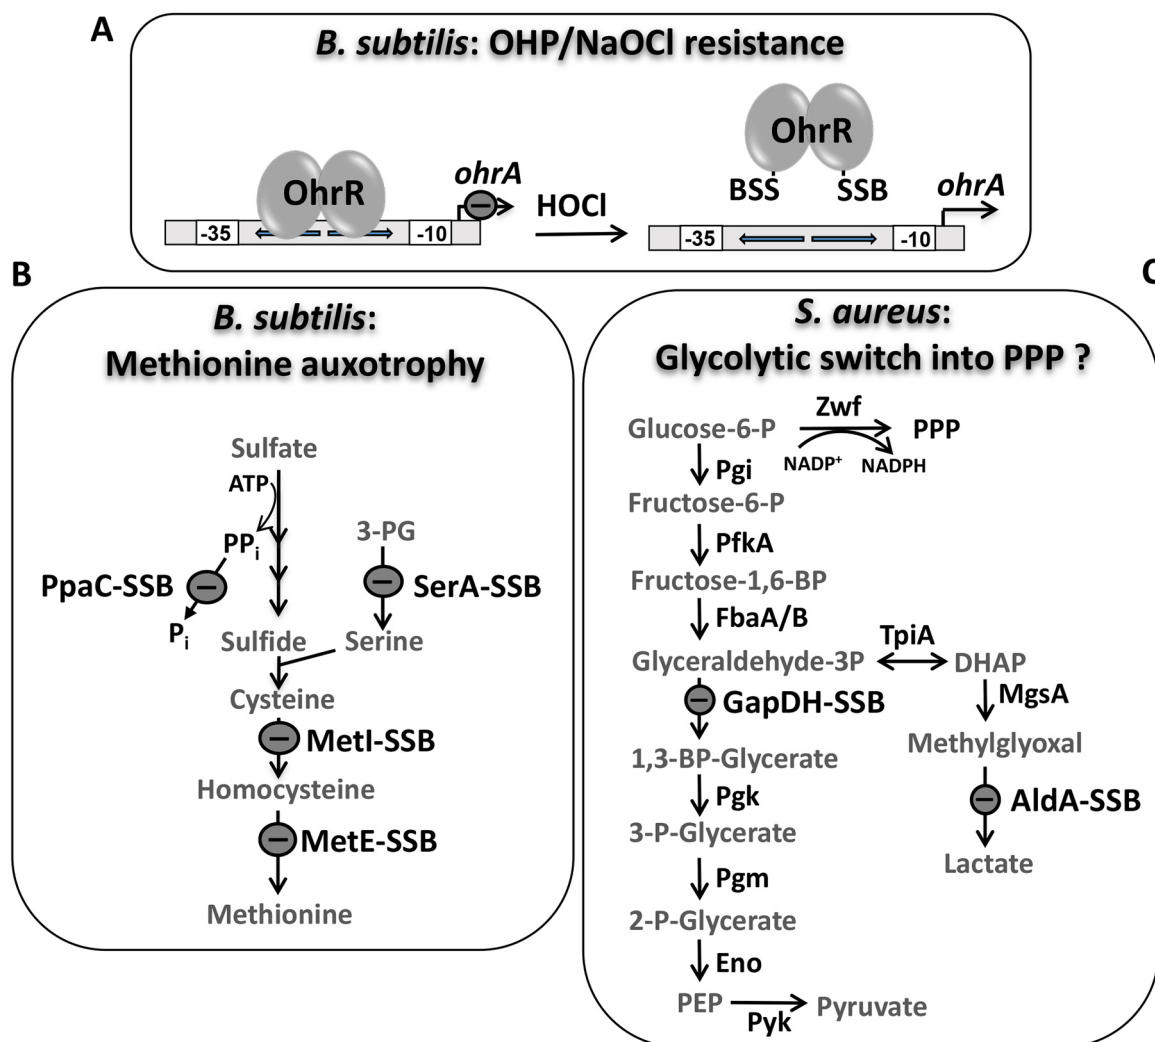 A
B. subtilis: OHP/NaOCl resistance
OhrR
ohrA
−
-35
-10
HOCl
OhrR
BSS
SSB
ohrA
-35
-10
B
B. subtilis:
Methionine auxotrophy
Sulfate
ATP
PPi
3-PG
PpaC-SSB
−
−
SerA-SSB
Pi
Sulfide
Serine
Cysteine
−
MetI-SSB
Homocysteine
−
MetE-SSB
Methionine
C
S. aureus:
Glycolytic switch into PPP ?
Glucose-6-P
Zwf
PPP
NADP+
NADPH
Pgi
Fructose-6-P
PfkA
Fructose-1,6-BP
FbaA/B
Glyceraldehyde-3P
TpiA
DHAP
−
GapDH-SSB
MgsA
1,3-BP-Glycerate
Methylglyoxal
Pgk
−
AldA-SSB
3-P-Glycerate
Lactate
Pgm
2-P-Glycerate
Eno
PEP
Pyk
Pyruvate